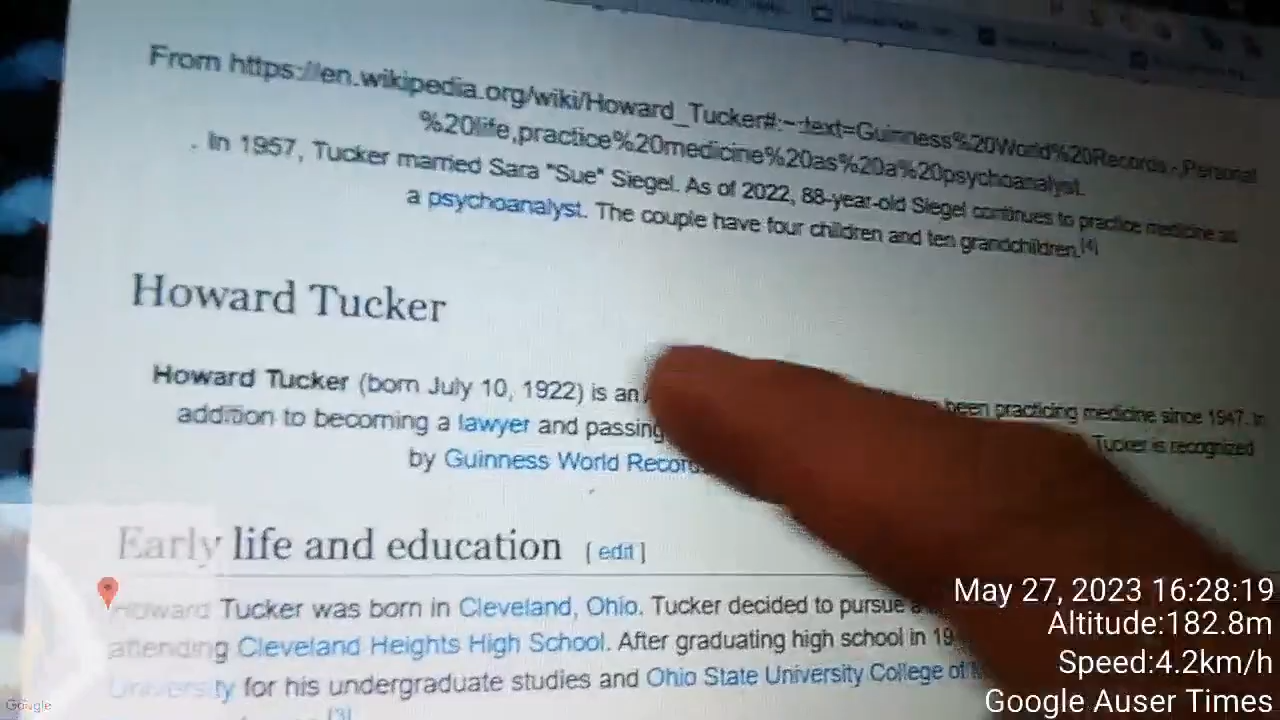 From https://en.wikipedia.org/wiki/Howard_Tucker#:~:text=Guinness%20World%20Records.-,Personal
%20life,practice%20medicine%20as%20a%20psychoanalyst.
. In 1957, Tucker married Sara "Sue" Siegel. As of 2022, 88-year-old Siegel continues to practice medicine as
a psychoanalyst. The couple have four children and ten grandchildren.[4]
Howard Tucker
Howard Tucker (born July 10, 1922) is an been practicing medicine since 1947. In
addition to becoming a lawyer and passing Tucker is recognized
by Guinness World Records
Early life and education [ edit ]
Howard Tucker was born in Cleveland, Ohio. Tucker decided to pursue
attending Cleveland Heights High School. After graduating high school in 19
University for his undergraduate studies and Ohio State University College of
[3]
May 27, 2023 16:28:19
Altitude:182.8m
Speed:4.2km/h
Google Auser Times
Google